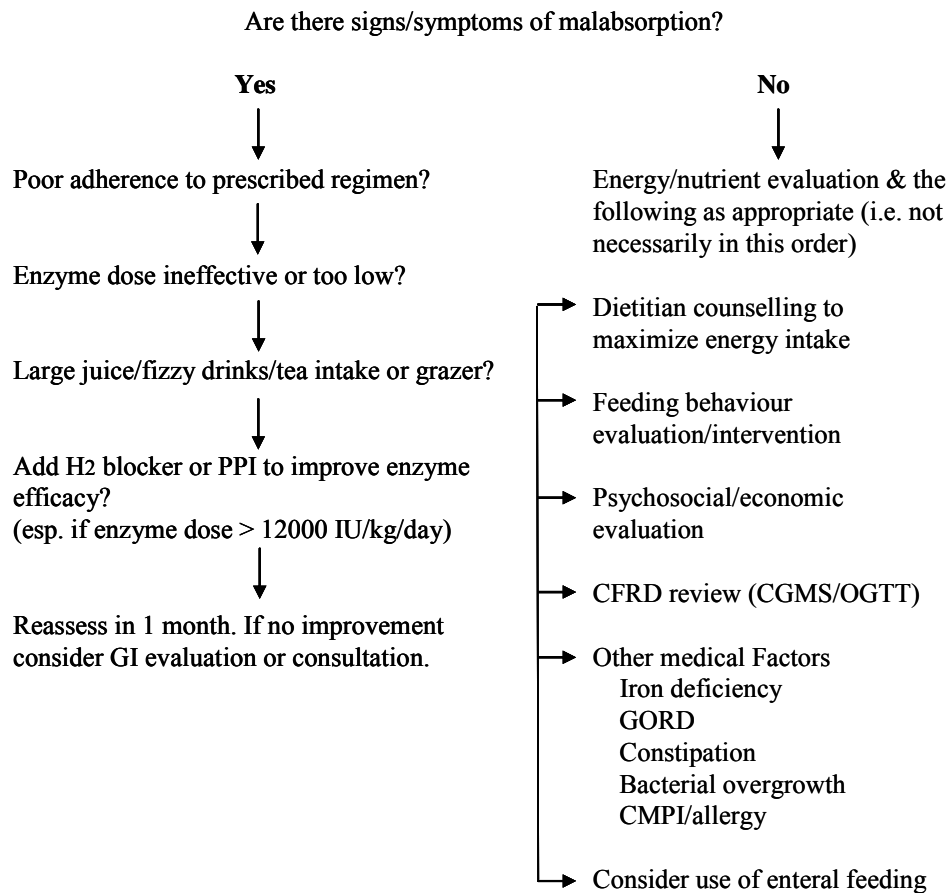 Are there signs/symptoms of malabsorption?
Yes
Poor adherence to prescribed regimen?
Enzyme dose ineffective or too low?
Large juice/fizzy drinks/tea intake or grazer?
Add H2 blocker or PPI to improve enzyme
efficacy?
(esp. if enzyme dose > 12000 IU/kg/day)
Reassess in 1 month. If no improvement
consider GI evaluation or consultation.
No
Energy/nutrient evaluation & the
following as appropriate (i.e. not
necessarily in this order)
Dietitian counselling to
maximize energy intake
Feeding behaviour
evaluation/intervention
Psychosocial/economic
evaluation
CFRD review (CGMS/OGTT)
Other medical Factors
Iron deficiency
GORD
Constipation
Bacterial overgrowth
CMPI/allergy
Consider use of enteral feeding